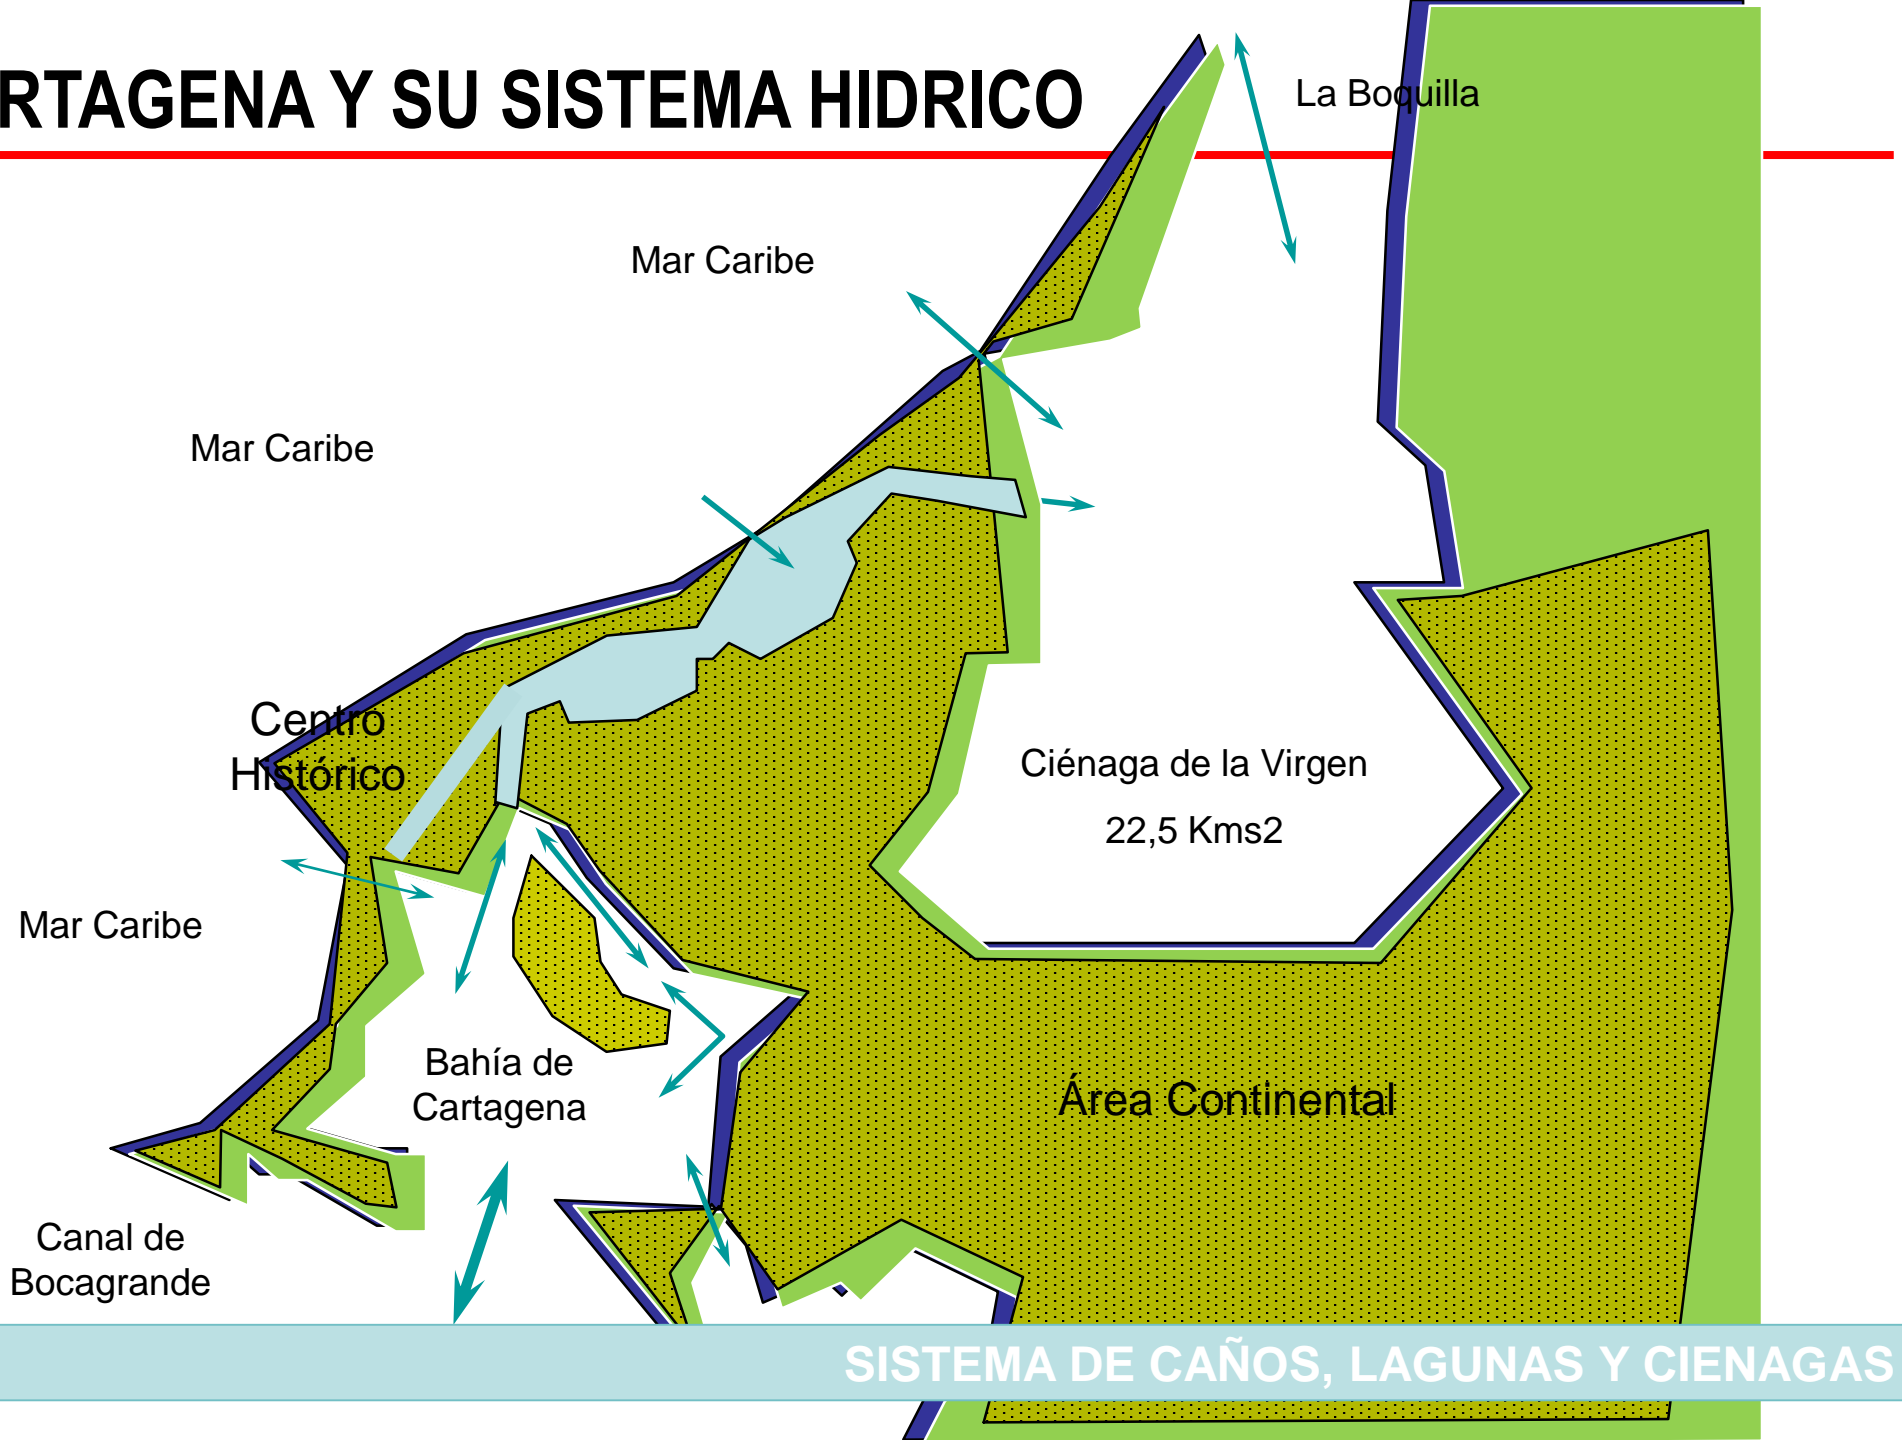 RTAGENA Y SU SISTEMA HIDRICO
La Boquilla
Mar Caribe
Mar Caribe
Centro
Histórico
Ciénaga de la Virgen
22,5 Kms2
Mar Caribe
Bahía de
Cartagena
Área Continental
Canal de
Bocagrande
SISTEMA DE CAÑOS, LAGUNAS Y CIENAGAS